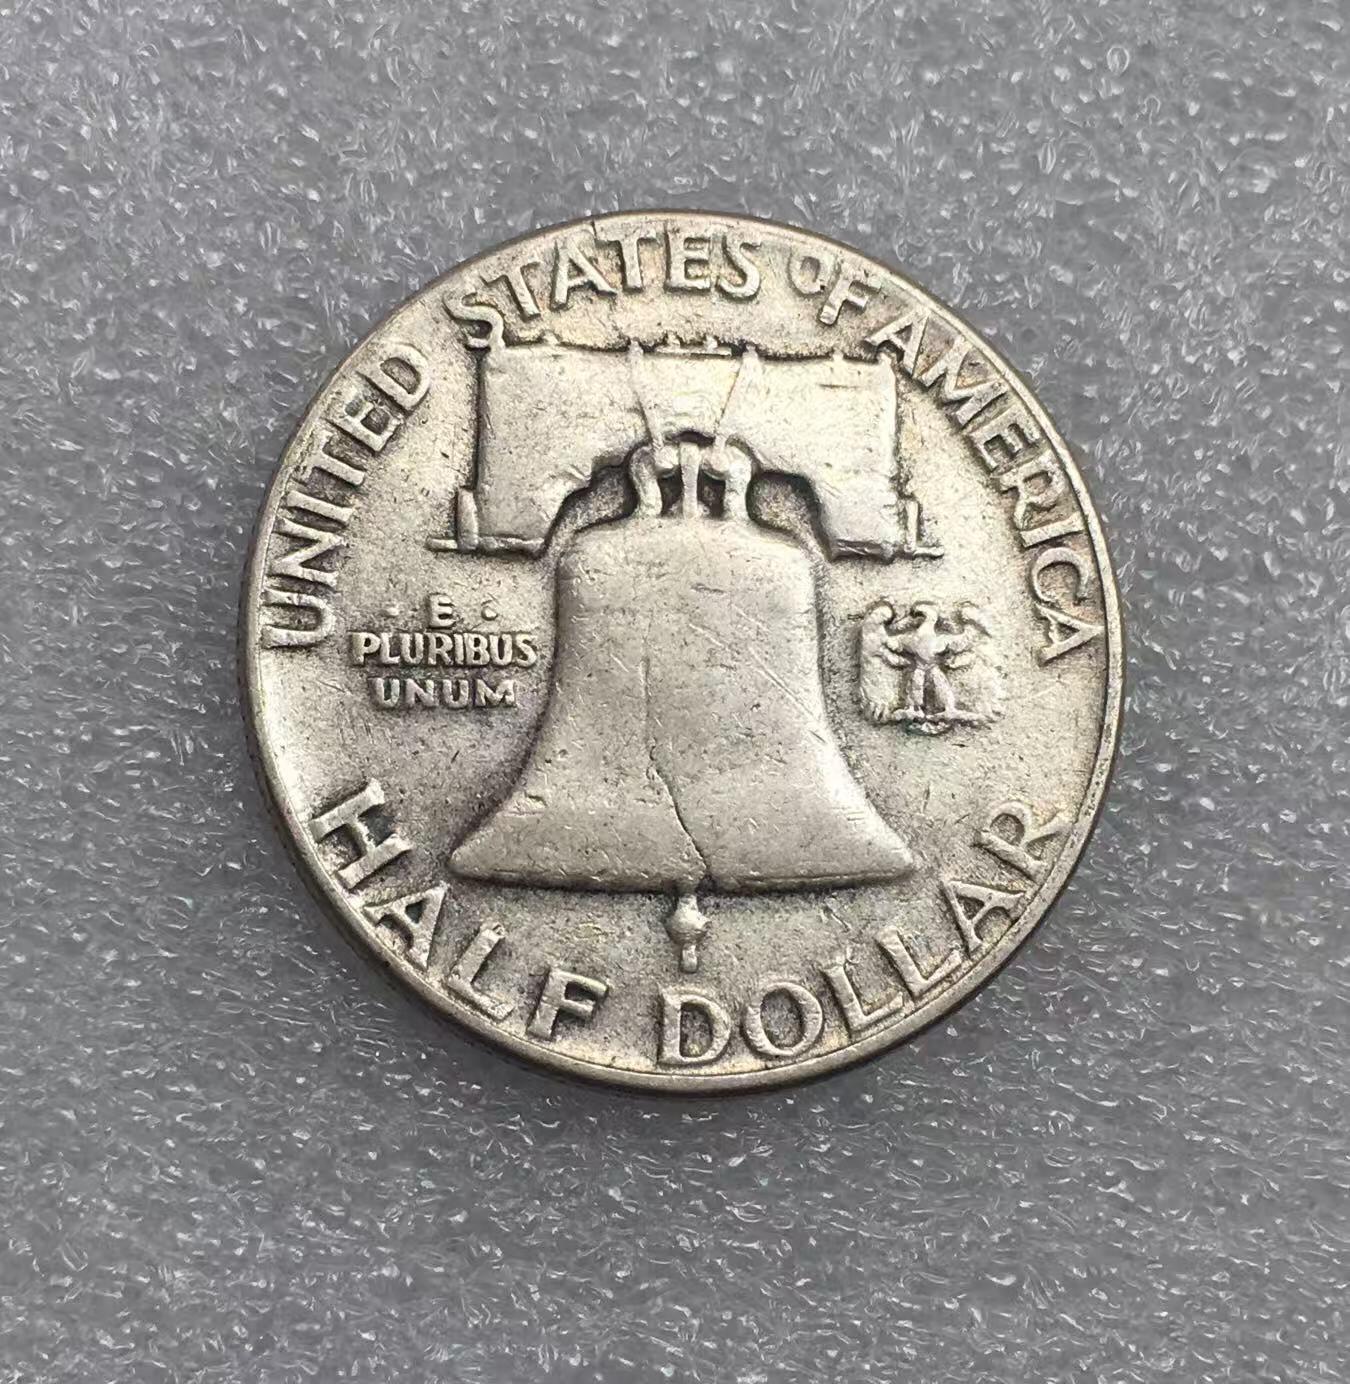 UNITED STATES OF AMERICA
· E ·
PLURIBUS
UNUM
HALF DOLLAR